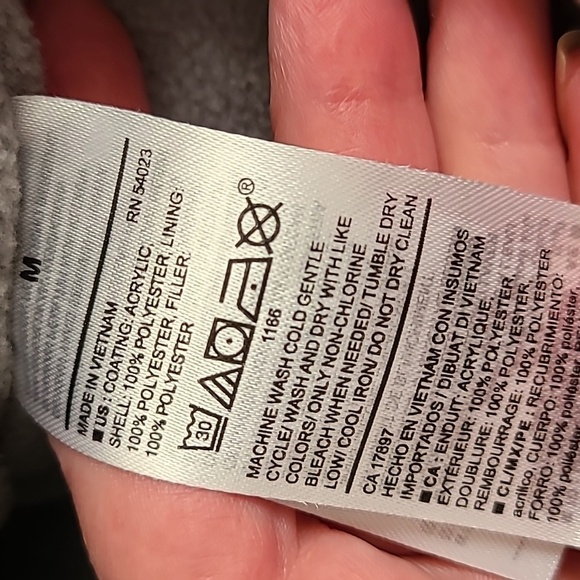 M
MADE IN VIETNAM RN 54023
■ US : COATING: ACRYLIC,
SHELL: 100% POLYESTER, LINING:
100% POLYESTER, FILLER:
100% POLYESTER
30
®
1186
MACHINE WASH COLD GENTLE
CYCLE/ WASH AND DRY WITH LIKE
COLORS/ ONLY NON-CHLORINE
BLEACH WHEN NEEDED/ TUMBLE DRY
LOW/ COOL IRON/ DO NOT DRY CLEAN
CA 17897
HECHO EN VIETNAM CON INSUMOS
IMPORTADOS / DIBUAT DI VIETNAM
■ CA : ENDUIT: ACRYLIQUE,
EXTÉRIEUR: 100% POLYESTER,
DOUBLURE: 100% POLYESTER,
REMBOURRAGE: 100% POLYESTER
■ CL/MX/PE : RECUBRIMIENTO:
acrílico, CUERPO: 100% poliéster,
FORRO: 100% poliéster,
100% poliéster